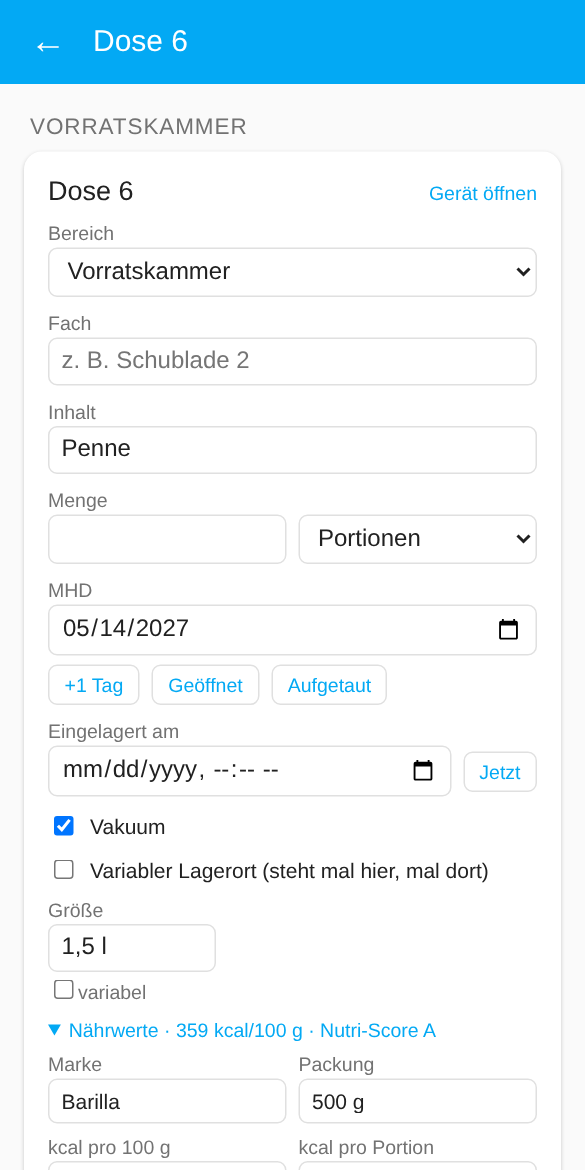 ← Dose 6
VORRATSKAMMER
Dose 6 Gerät öffnen
Bereich
Vorratskammer
Fach
z. B. Schublade 2
Inhalt
Penne
Menge
Portionen
MHD
05/14/2027
+1 Tag Geöffnet Aufgetaut
Eingelagert am
mm/dd/yyyy, --:-- -- Jetzt
Vakuum
Variabler Lagerort (steht mal hier, mal dort)
Größe
1,5 l
variabel
▼ Nährwerte · 359 kcal/100 g · Nutri-Score A
Marke Packung
Barilla 500 g
kcal pro 100 g kcal pro Portion